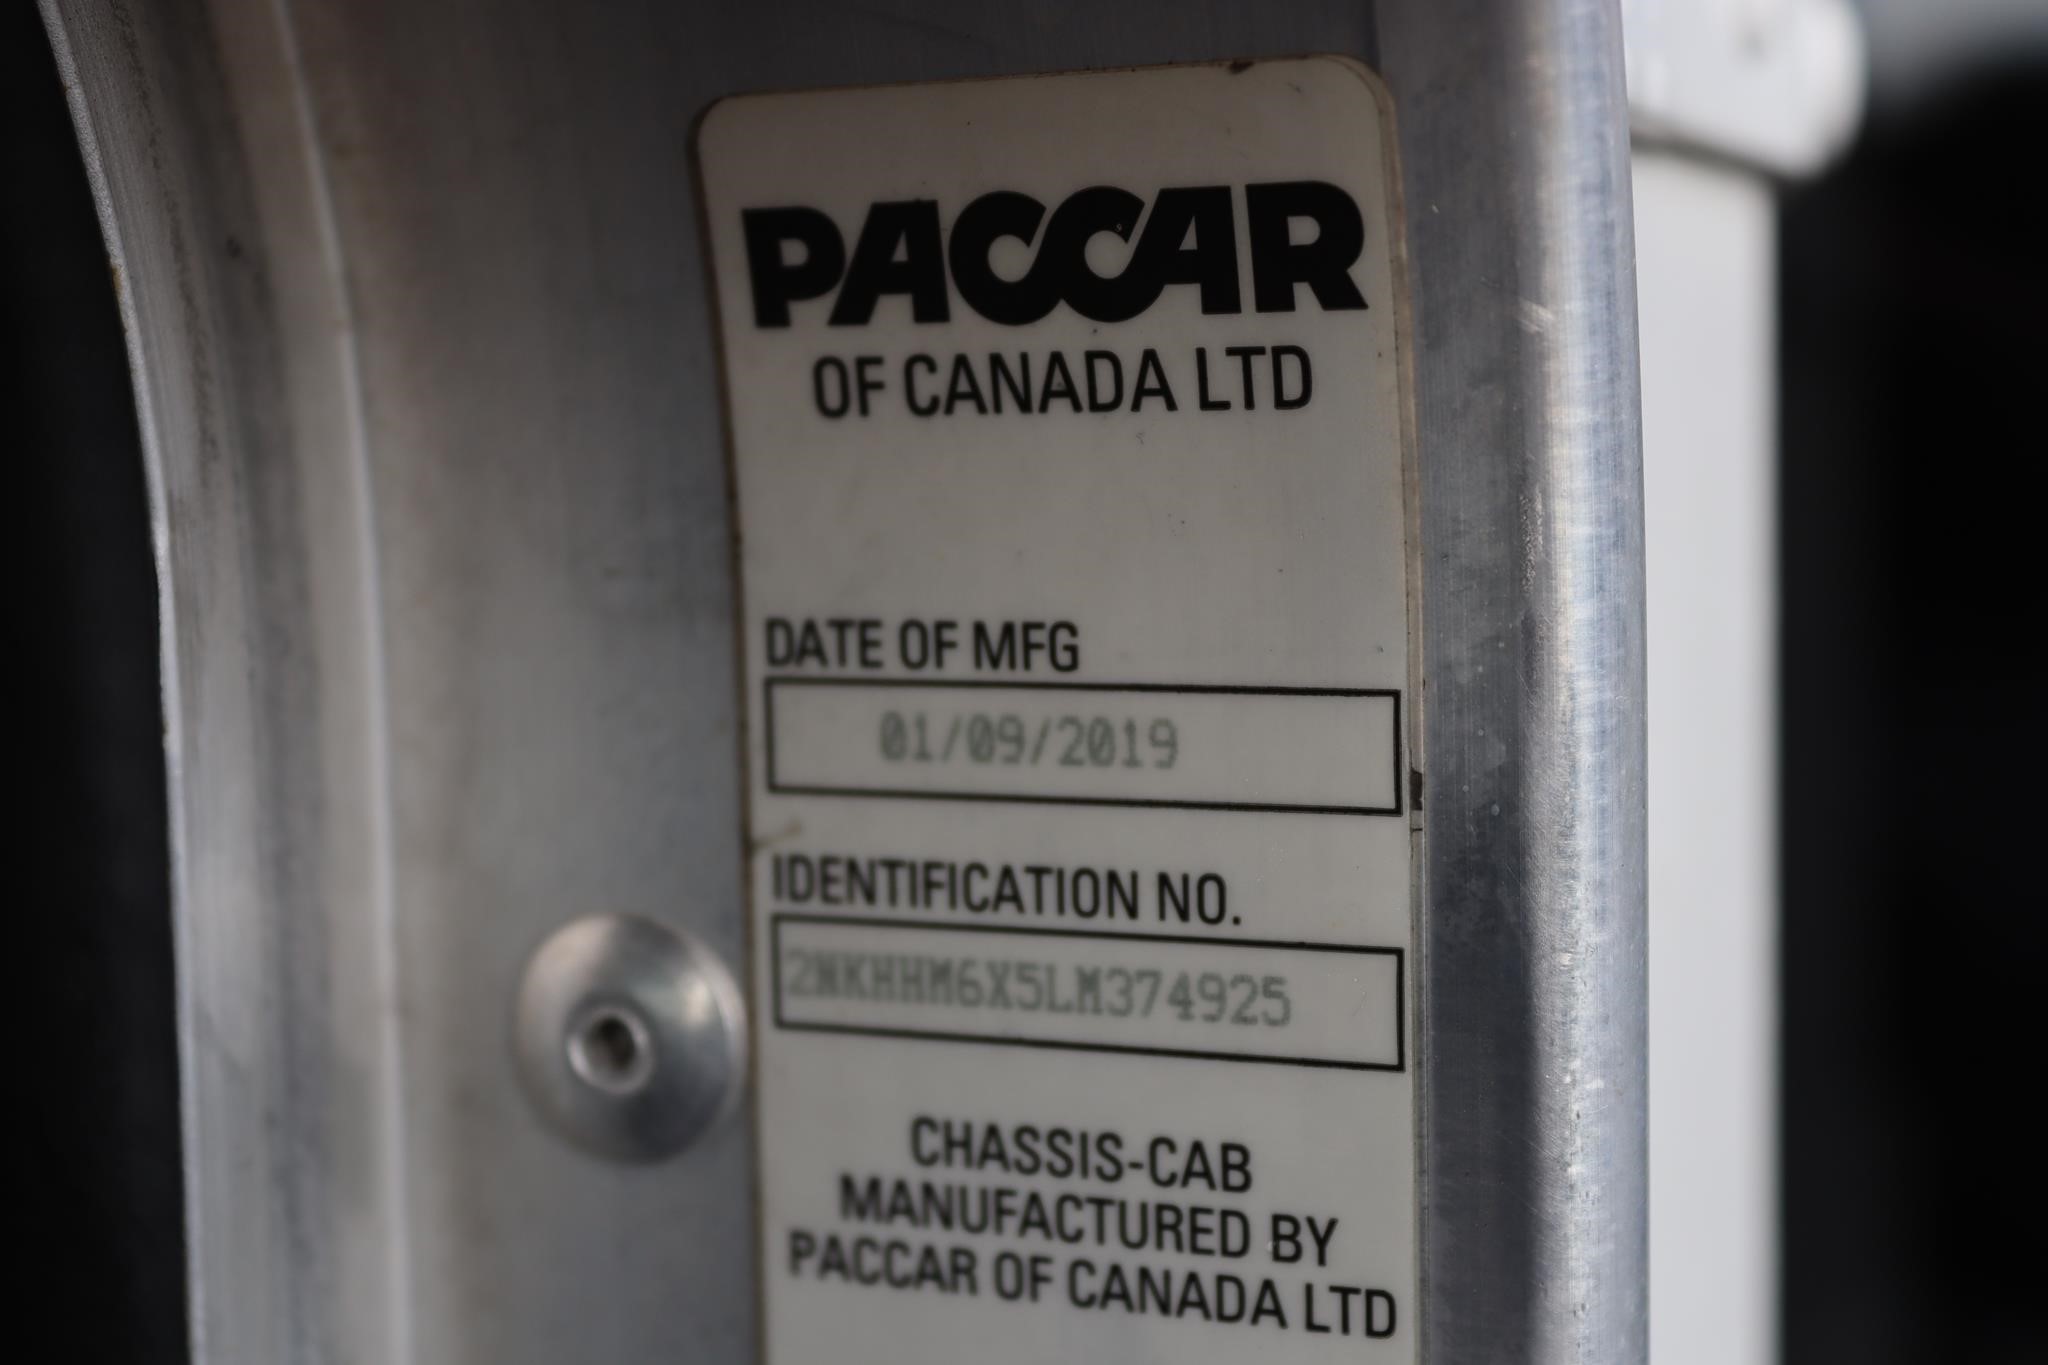 PACCAR
OF CANADA LTD
DATE OF MFG
01/09/2019
IDENTIFICATION NO.
2NKHHM6X5LM374925
CHASSIS-CAB
MANUFACTURED BY
PACCAR OF CANADA LTD